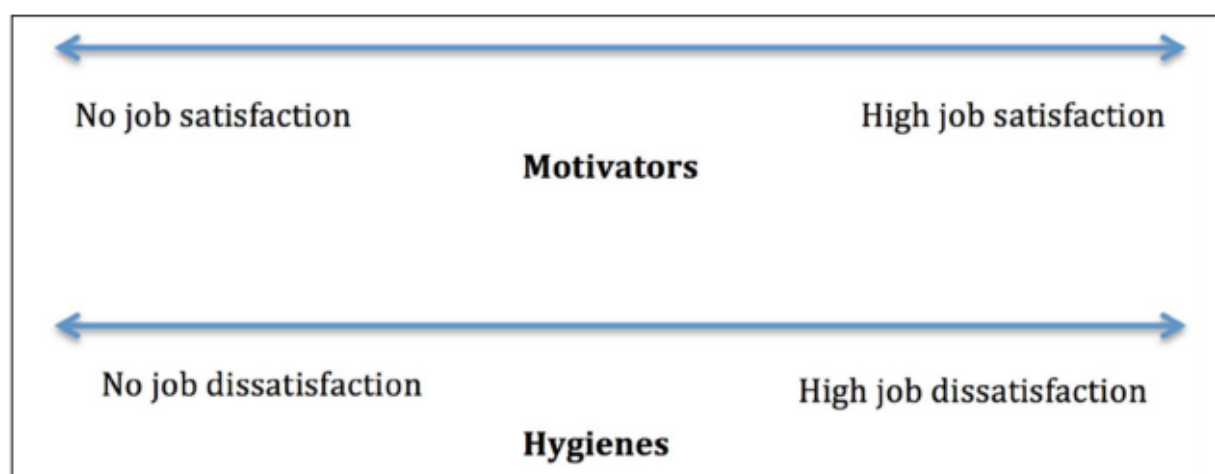 No job satisfaction High job satisfaction
Motivators
No job dissatisfaction High job dissatisfaction
Hygienes